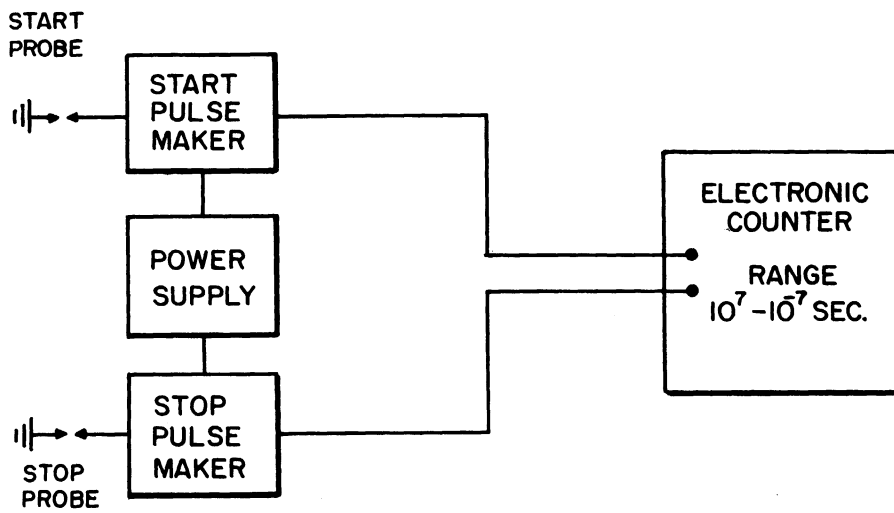 START
PROBE
START
PULSE
MAKER
POWER
SUPPLY
STOP
PULSE
MAKER
STOP
PROBE
ELECTRONIC
COUNTER
RANGE
10⁷ – 10⁻⁷ SEC.